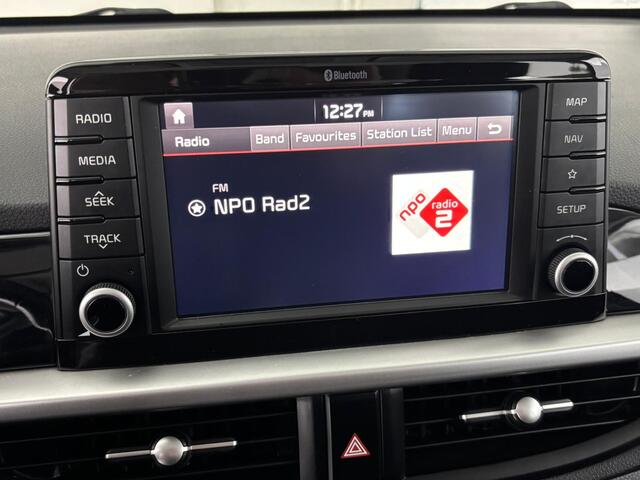 Bluetooth
12:27PM
Radio Band Favourites Station List Menu
FM
NPO Rad2
npo
radio
2
RADIO
MEDIA
SEEK
TRACK
MAP
NAV
SETUP